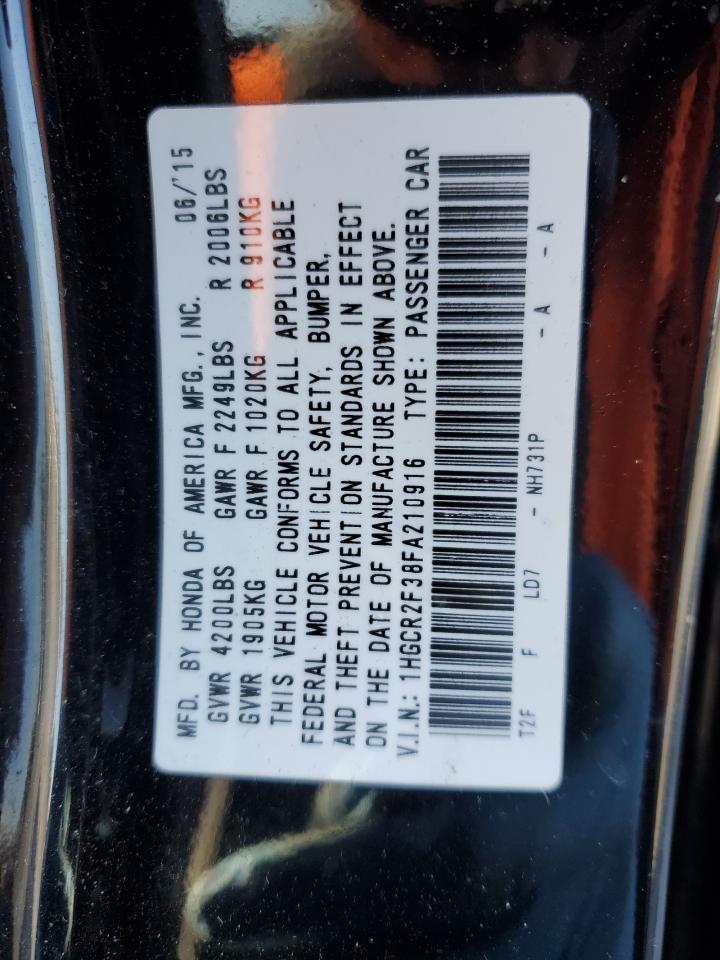 MFD. BY HONDA OF AMERICA MFG., INC. 06/'15
GVWR 4200LBS GAWR F 2249LBS R 2006LBS
GVWR 1905KG GAWR F 1020KG R 910KG
THIS VEHICLE CONFORMS TO ALL APPLICABLE
FEDERAL MOTOR VEHICLE SAFETY, BUMPER,
AND THEFT PREVENTION STANDARDS IN EFFECT
ON THE DATE OF MANUFACTURE SHOWN ABOVE.
V.I.N.: 1HGCR2F38FA210916 TYPE: PASSENGER CAR
T2F F LD7 - NH731P - A - A